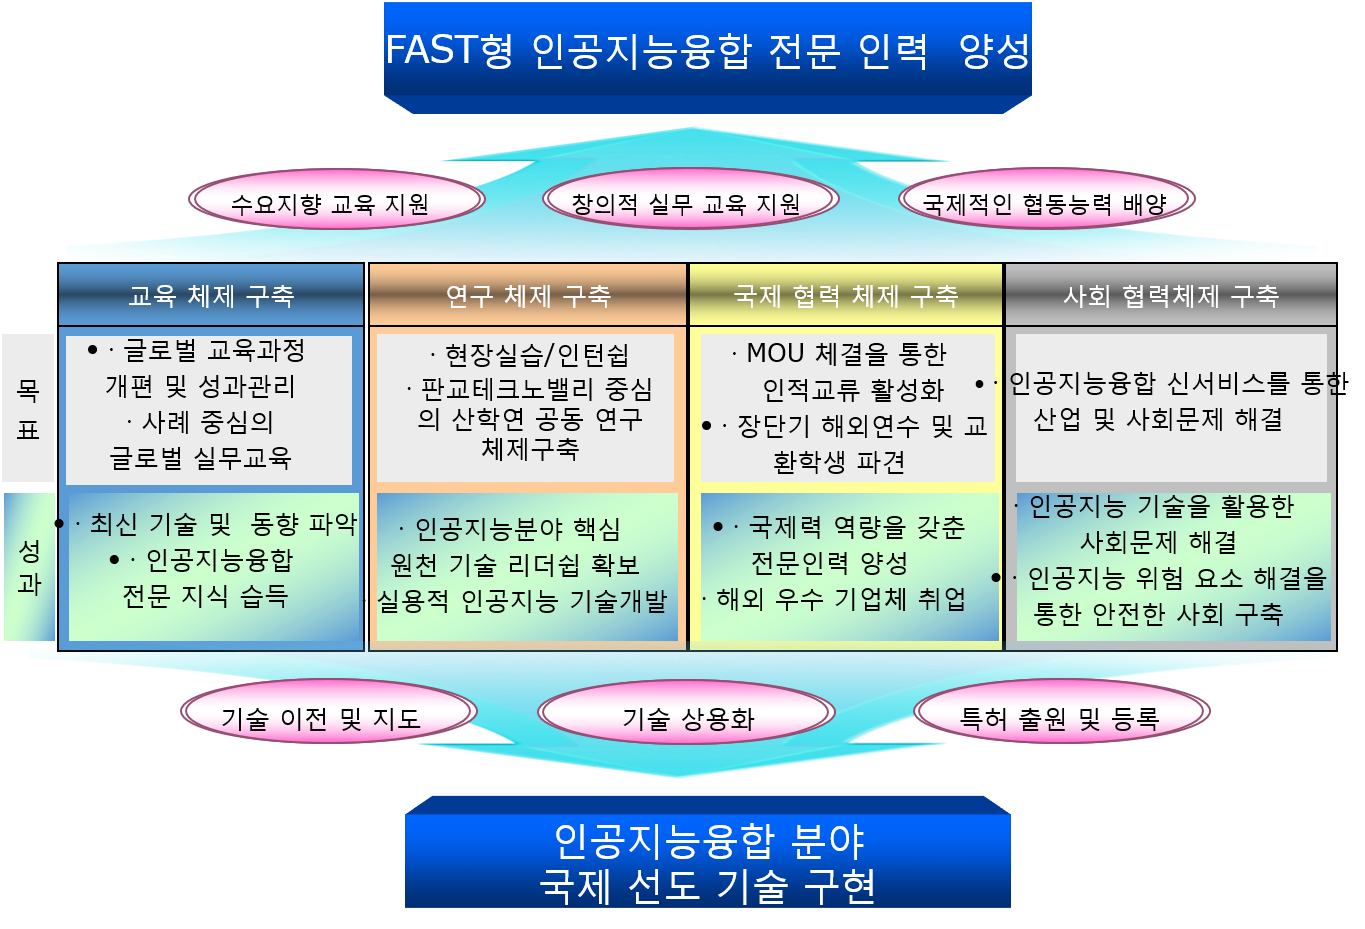 FAST형 인공지능융합 전문 인력  양성
수요지향 교육 지원
창의적 실무 교육 지원
국제적인 협동능력 배양
교육 체제 구축
연구 체제 구축
국제 협력 체제 구축
사회 협력체제 구축
목
표
• · 글로벌 교육과정
개편 및 성과관리
· 사례 중심의
글로벌 실무교육
· 현장실습/인턴쉽
· 판교테크노밸리 중심
의 산학연 공동 연구
체제구축
· MOU 체결을 통한
인적교류 활성화
• · 장단기 해외연수 및 교
환학생 파견
• · 인공지능융합 신서비스를 통한
산업 및 사회문제 해결
성
과
• · 최신 기술 및  동향 파악
• · 인공지능융합
전문 지식 습득
· 인공지능분야 핵심
원천 기술 리더쉽 확보
· 실용적 인공지능 기술개발
• · 국제력 역량을 갖춘
전문인력 양성
· 해외 우수 기업체 취업
· 인공지능 기술을 활용한
사회문제 해결
• · 인공지능 위험 요소 해결을
통한 안전한 사회 구축
기술 이전 및 지도
기술 상용화
특허 출원 및 등록
인공지능융합 분야
국제 선도 기술 구현